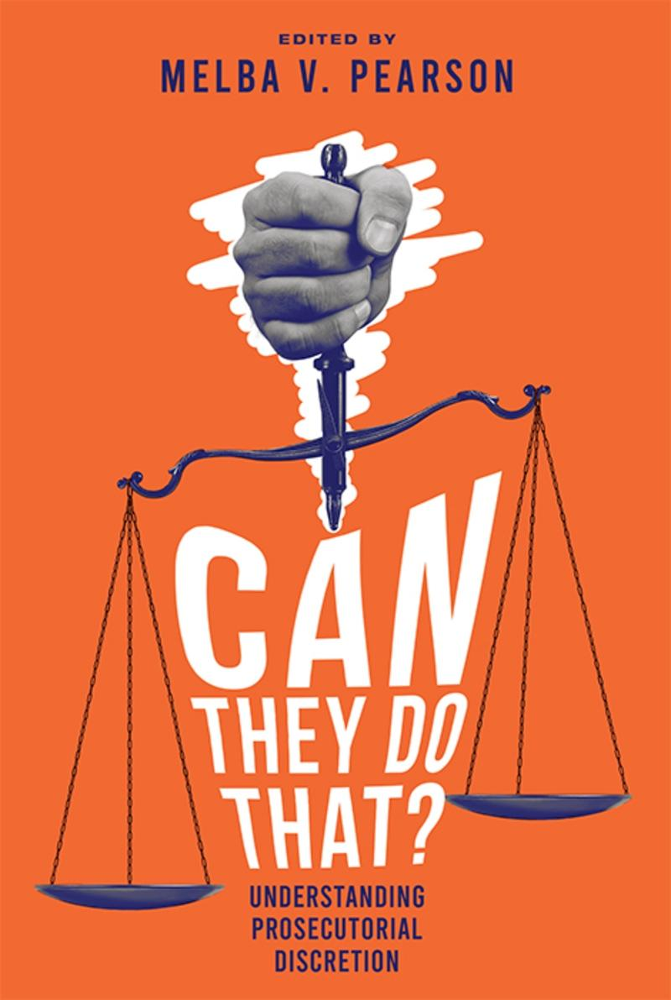 EDITED BY
MELBA V. PEARSON
CAN
THEY DO
THAT?
UNDERSTANDING
PROSECUTORIAL
DISCRETION